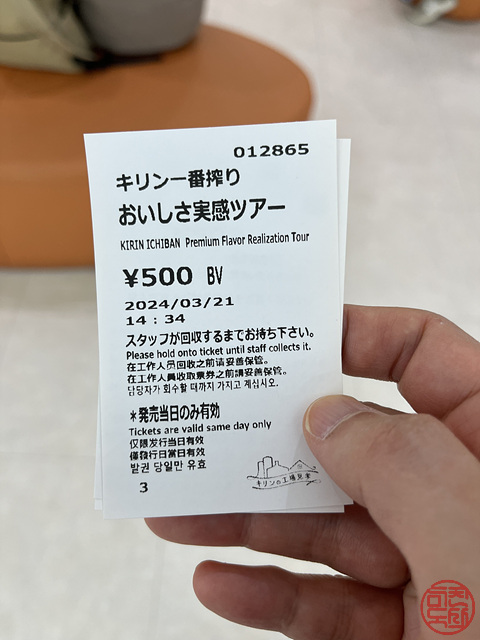 012865
キリン一番搾り
おいしさ実感ツアー
KIRIN ICHIBAN Premium Flavor Realization Tour
¥500 BV
2024/03/21
14 : 34
スタッフが回収するまでお持ち下さい。
Please hold onto ticket until staff collects it.
在工作人员回收之前请妥善保管。
在工作人員收取票券之前請妥善保管。
담당자가 회수할 때까지 가지고 계십시오.
*発売当日のみ有効
Tickets are valid same day only
仅限发行当日有效
僅發行日當日有效
발권 당일만 유효
3
キリンの工場見学